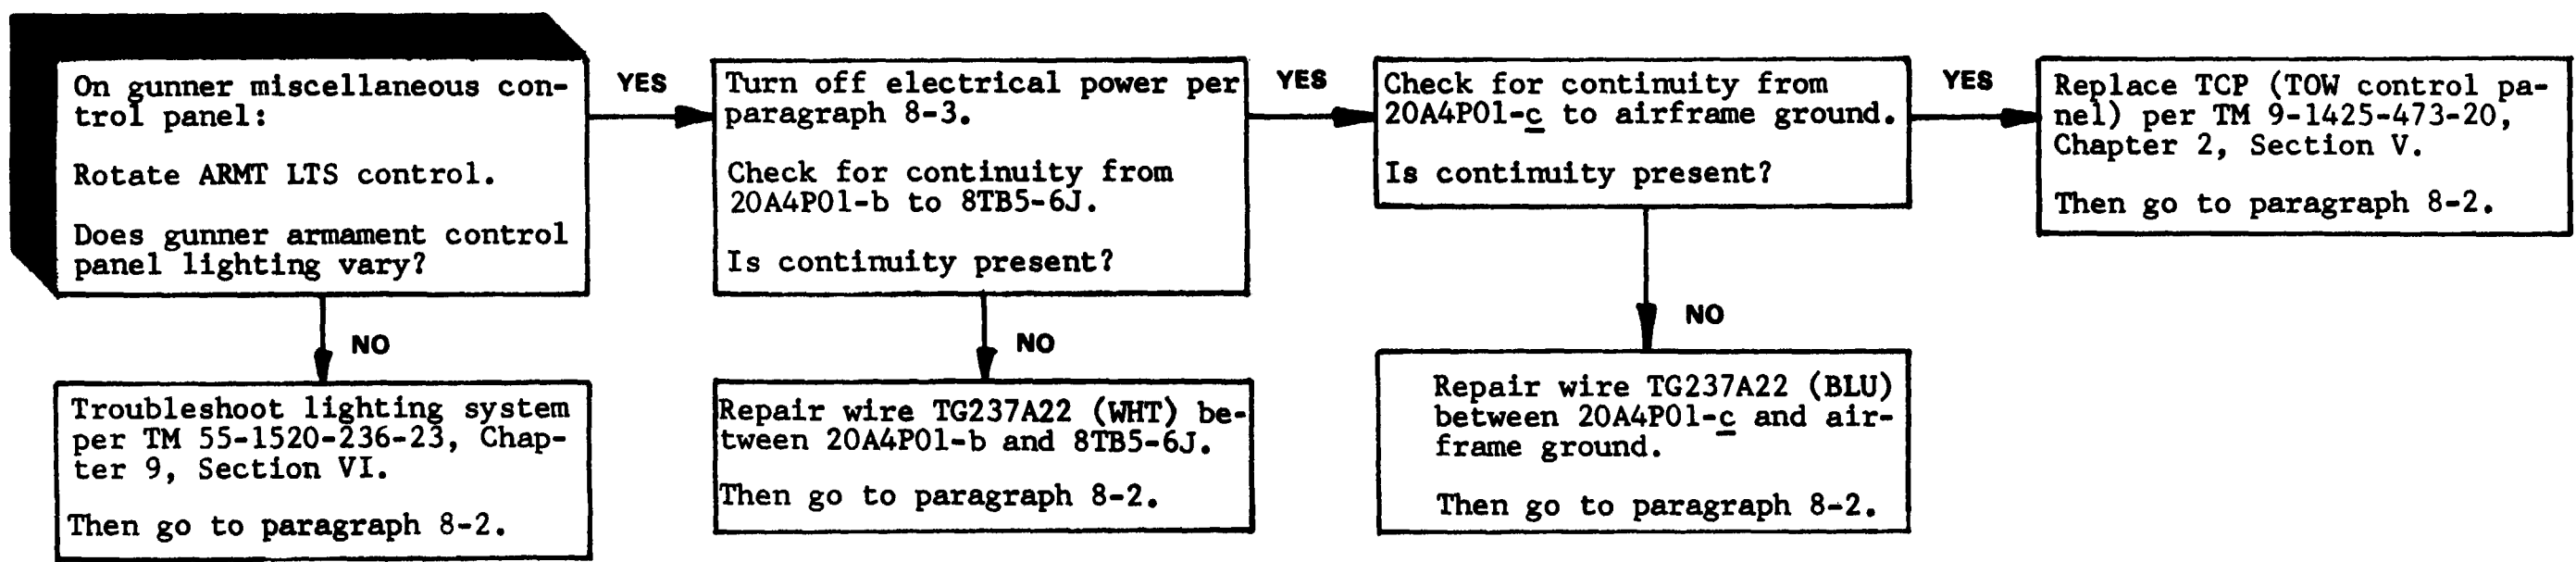 On gunner miscellaneous con-
trol panel:
Rotate ARMT LTS control.
Does gunner armament control
panel lighting vary?
YES
Turn off electrical power per
paragraph 8-3.
Check for continuity from
20A4P01-b to 8TB5-6J.
Is continuity present?
YES
Check for continuity from
20A4P01-c to airframe ground.
Is continuity present?
YES
Replace TCP (TOW control pa-
nel) per TM 9-1425-473-20,
Chapter 2, Section V.
Then go to paragraph 8-2.
NO
Troubleshoot lighting system
per TM 55-1520-236-23, Chap-
ter 9, Section VI.
Then go to paragraph 8-2.
NO
Repair wire TG237A22 (WHT) be-
tween 20A4P01-b and 8TB5-6J.
Then go to paragraph 8-2.
NO
Repair wire TG237A22 (BLU)
between 20A4P01-c and air-
frame ground.
Then go to paragraph 8-2.